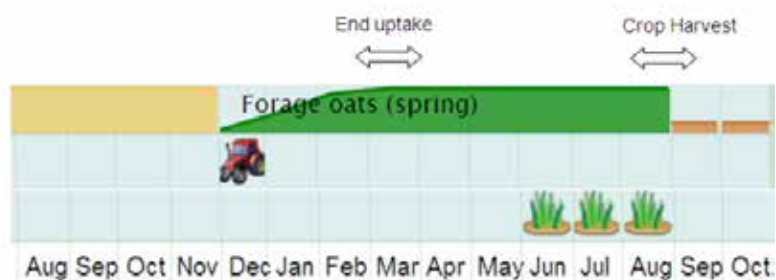 End uptake
Crop Harvest
Forage oats (spring)
Aug Sep Oct Nov Dec Jan Feb Mar Apr May Jun Jul Aug Sep Oct